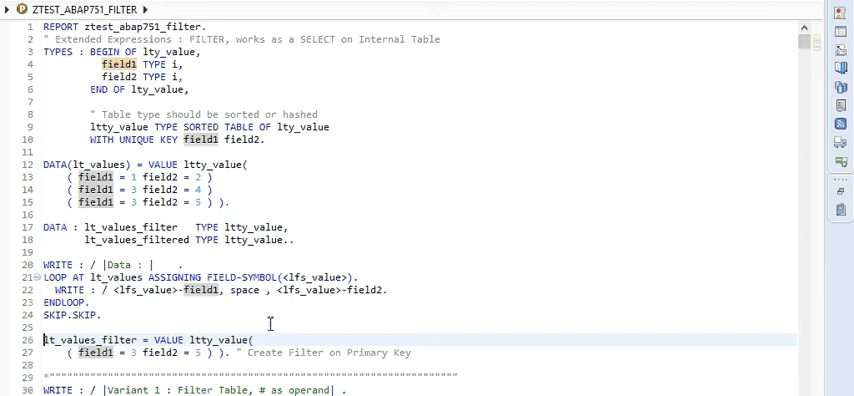 ZTEST_ABAP751_FILTER
1 REPORT ztest_abap751_filter.
2 " Extended Expressions : FILTER, works as a SELECT on Internal Table
3 TYPES : BEGIN OF lty_value,
4 field1 TYPE i,
5 field2 TYPE i,
6 END OF lty_value,
7
8 " Table type should be sorted or hashed
9 ltty_value TYPE SORTED TABLE OF lty_value
10 WITH UNIQUE KEY field1 field2.
11
12 DATA(lt_values) = VALUE ltty_value(
13 ( field1 = 1 field2 = 2 )
14 ( field1 = 3 field2 = 4 )
15 ( field1 = 3 field2 = 5 ) ).
16
17 DATA : lt_values_filter TYPE ltty_value,
18 lt_values_filtered TYPE ltty_value..
19
20 WRITE : / |Data : | .
21 LOOP AT lt_values ASSIGNING FIELD-SYMBOL(<lfs_value>).
22 WRITE : / <lfs_value>-field1, space , <lfs_value>-field2.
23 ENDLOOP.
24 SKIP.SKIP.
25
26 lt_values_filter = VALUE ltty_value(
27 ( field1 = 3 field2 = 5 ) ). " Create Filter on Primary Key
28
29 *"""""""""""""""""""""""""""""""""""""""""""""""""""""""""""""""""""""
30 WRITE : / |Variant 1 : Filter Table, # as operand| .